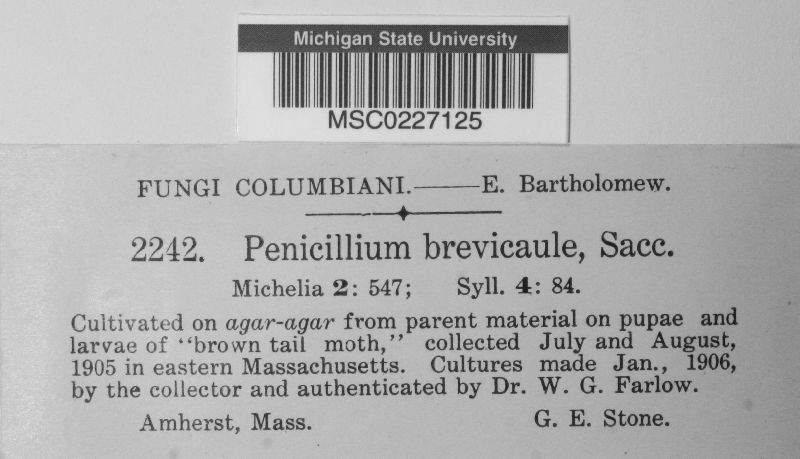 Michigan State University
MSC0227125
FUNGI COLUMBIANI.——E. Bartholomew.
2242. Penicillium brevicaule, Sacc.
Michelia 2: 547; Syll. 4: 84.
Cultivated on agar-agar from parent material on pupae and
larvae of "brown tail moth," collected July and August,
1905 in eastern Massachusetts. Cultures made Jan., 1906,
by the collector and authenticated by Dr. W. G. Farlow.
Amherst, Mass. G. E. Stone.